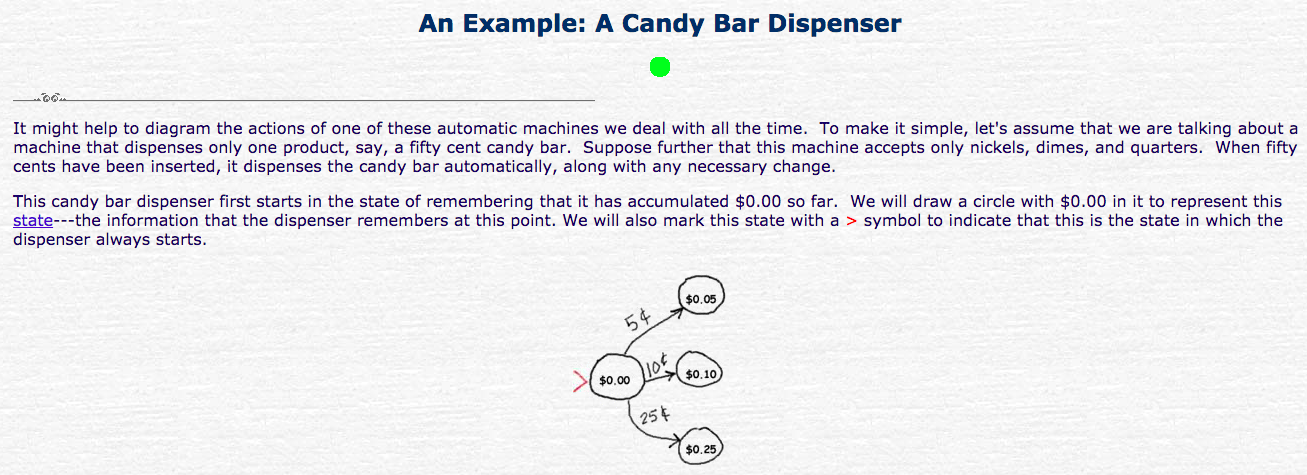 An Example: A Candy Bar Dispenser
It might help to diagram the actions of one of these automatic machines we deal with all the time.  To make it simple, let's assume that we are talking about a
machine that dispenses only one product, say, a fifty cent candy bar.  Suppose further that this machine accepts only nickels, dimes, and quarters.  When fifty
cents have been inserted, it dispenses the candy bar automatically, along with any necessary change.
This candy bar dispenser first starts in the state of remembering that it has accumulated $0.00 so far.  We will draw a circle with $0.00 in it to represent this
state---the information that the dispenser remembers at this point. We will also mark this state with a > symbol to indicate that this is the state in which the
dispenser always starts.
$0.05
5¢
10¢
> $0.00
$0.10
25¢
$0.25